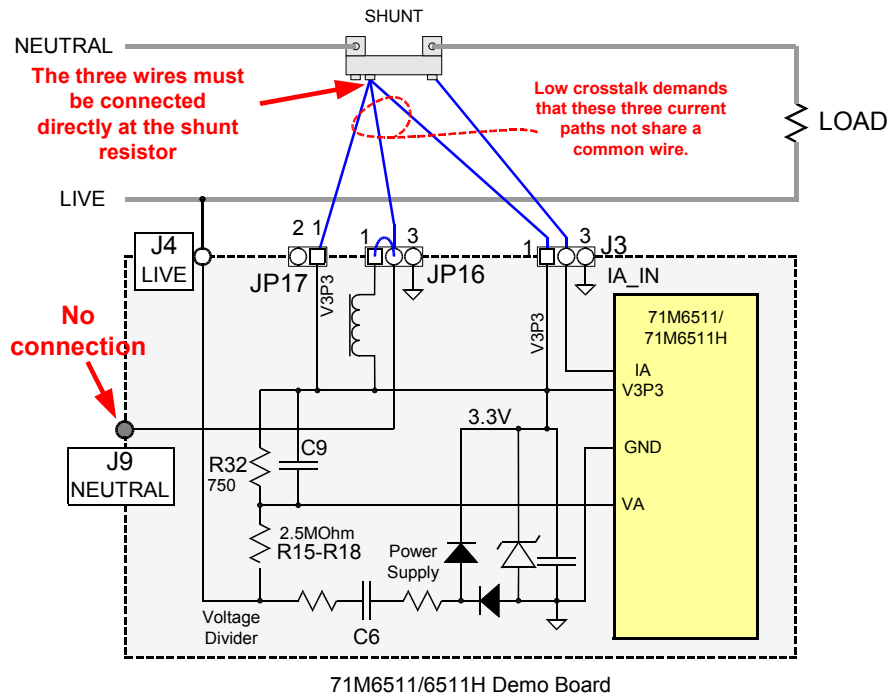 SHUNT
NEUTRAL
The three wires must
be connected
directly at the shunt
resistor
Low crosstalk demands
that these three current
paths not share a
common wire.
LOAD
LIVE
J4
LIVE
2 1
JP17
V3P3
1
3
JP16
1
3
J3
IA_IN
V3P3
No
connection
J9
NEUTRAL
71M6511/
71M6511H
IA
V3P3
GND
VA
3.3V
R32
750
C9
2.5MOhm
R15-R18
Power
Supply
Voltage
Divider
C6
71M6511/6511H Demo Board